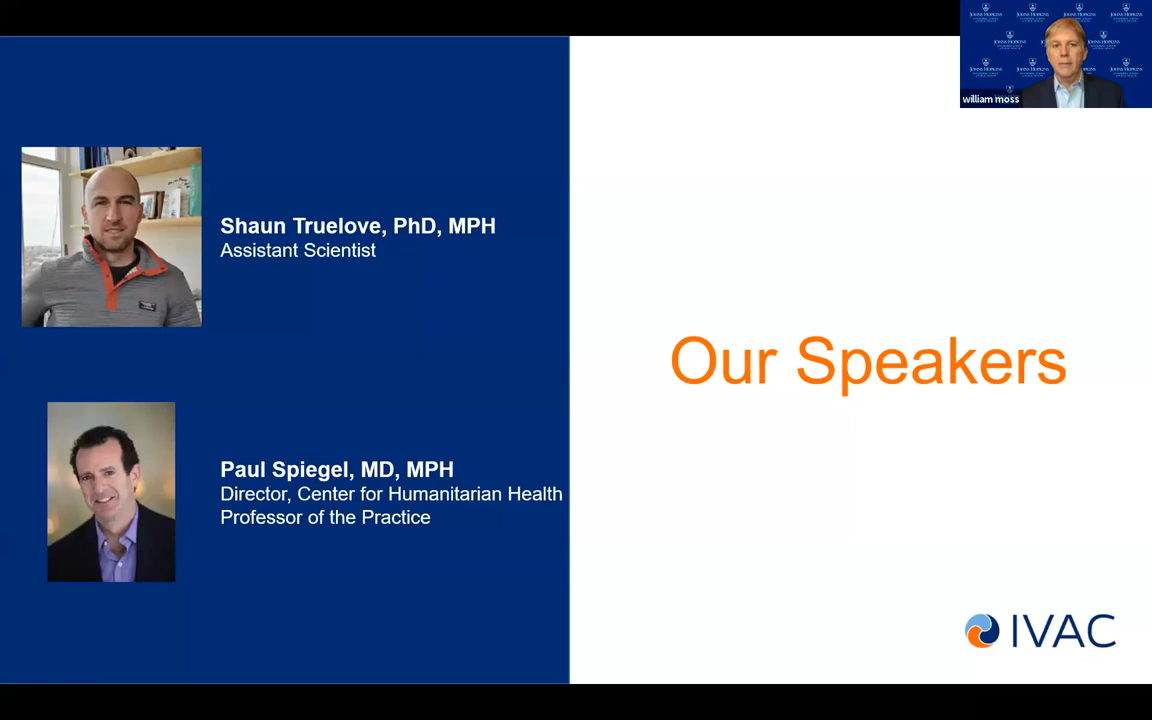 william moss
Shaun Truelove, PhD, MPH
Assistant Scientist
Our Speakers
Paul Spiegel, MD, MPH
Director, Center for Humanitarian Health
Professor of the Practice
IVAC